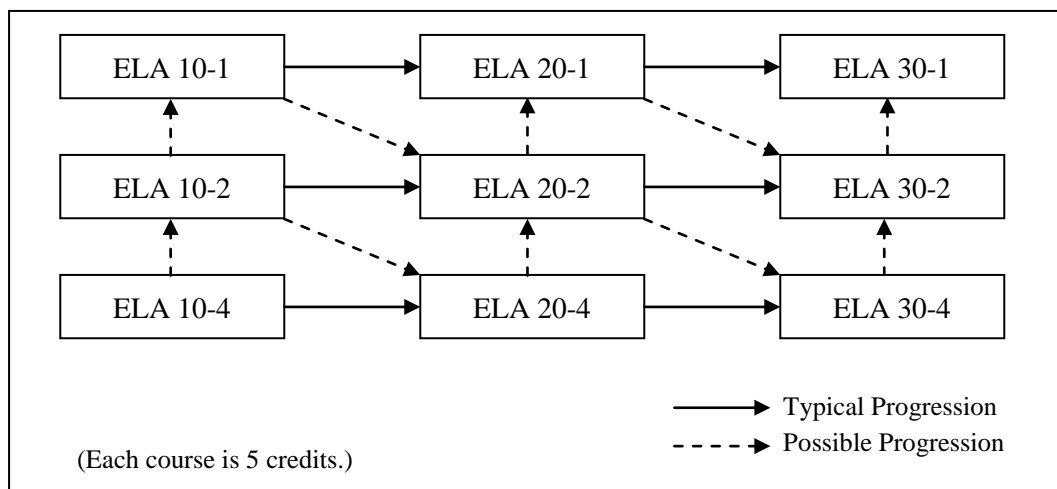 ELA 10-1
ELA 20-1
ELA 30-1
ELA 10-2
ELA 20-2
ELA 30-2
ELA 10-4
ELA 20-4
ELA 30-4
Typical Progression
Possible Progression
(Each course is 5 credits.)